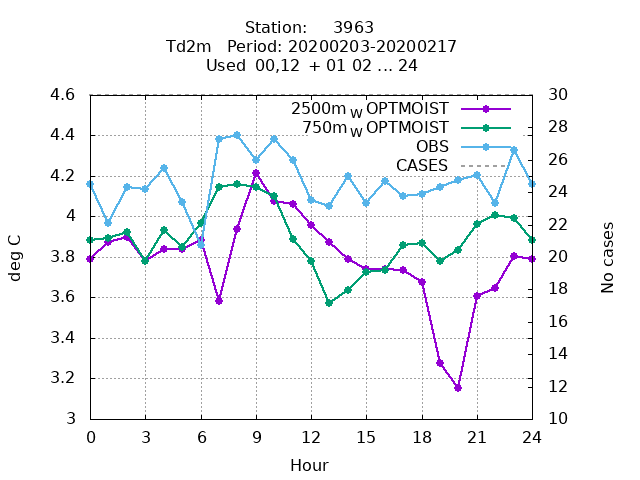 Station:     3963
Td2m   Period: 20200203-20200217
Used  00,12  + 01 02 ... 24
4.6
4.4
4.2
4
3.8
3.6
3.4
3.2
3
deg C
30
28
26
24
22
20
18
16
14
12
10
No cases
2500m W OPTMOIST
750m W OPTMOIST
OBS
CASES
0 3 6 9 12 15 18 21 24
Hour